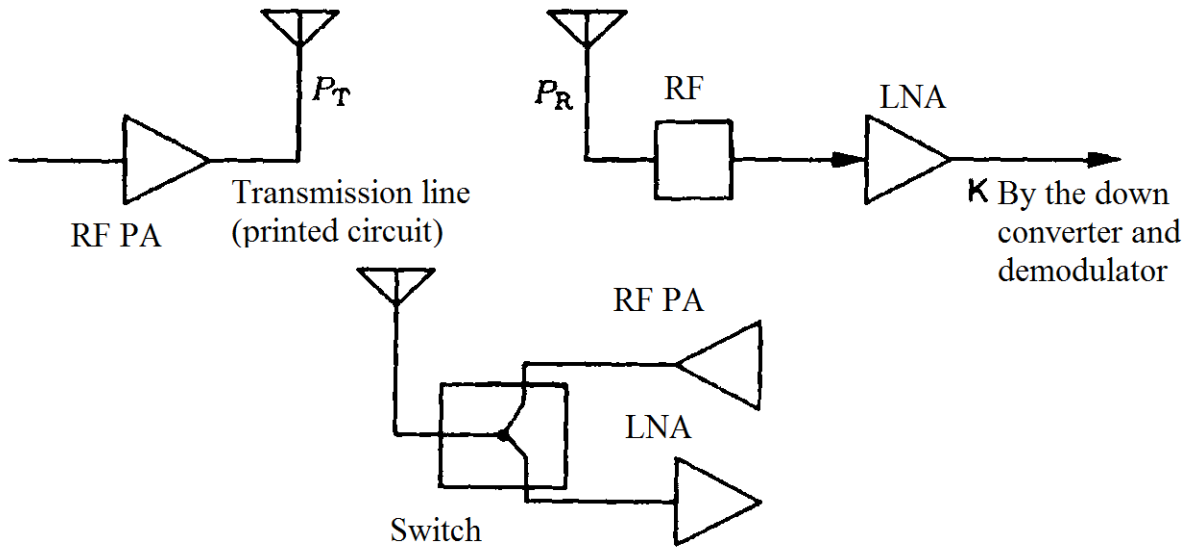 P_T
P_R
RF
LNA
RF PA
Transmission line
(printed circuit)
K By the down
converter and
demodulator
RF PA
LNA
Switch